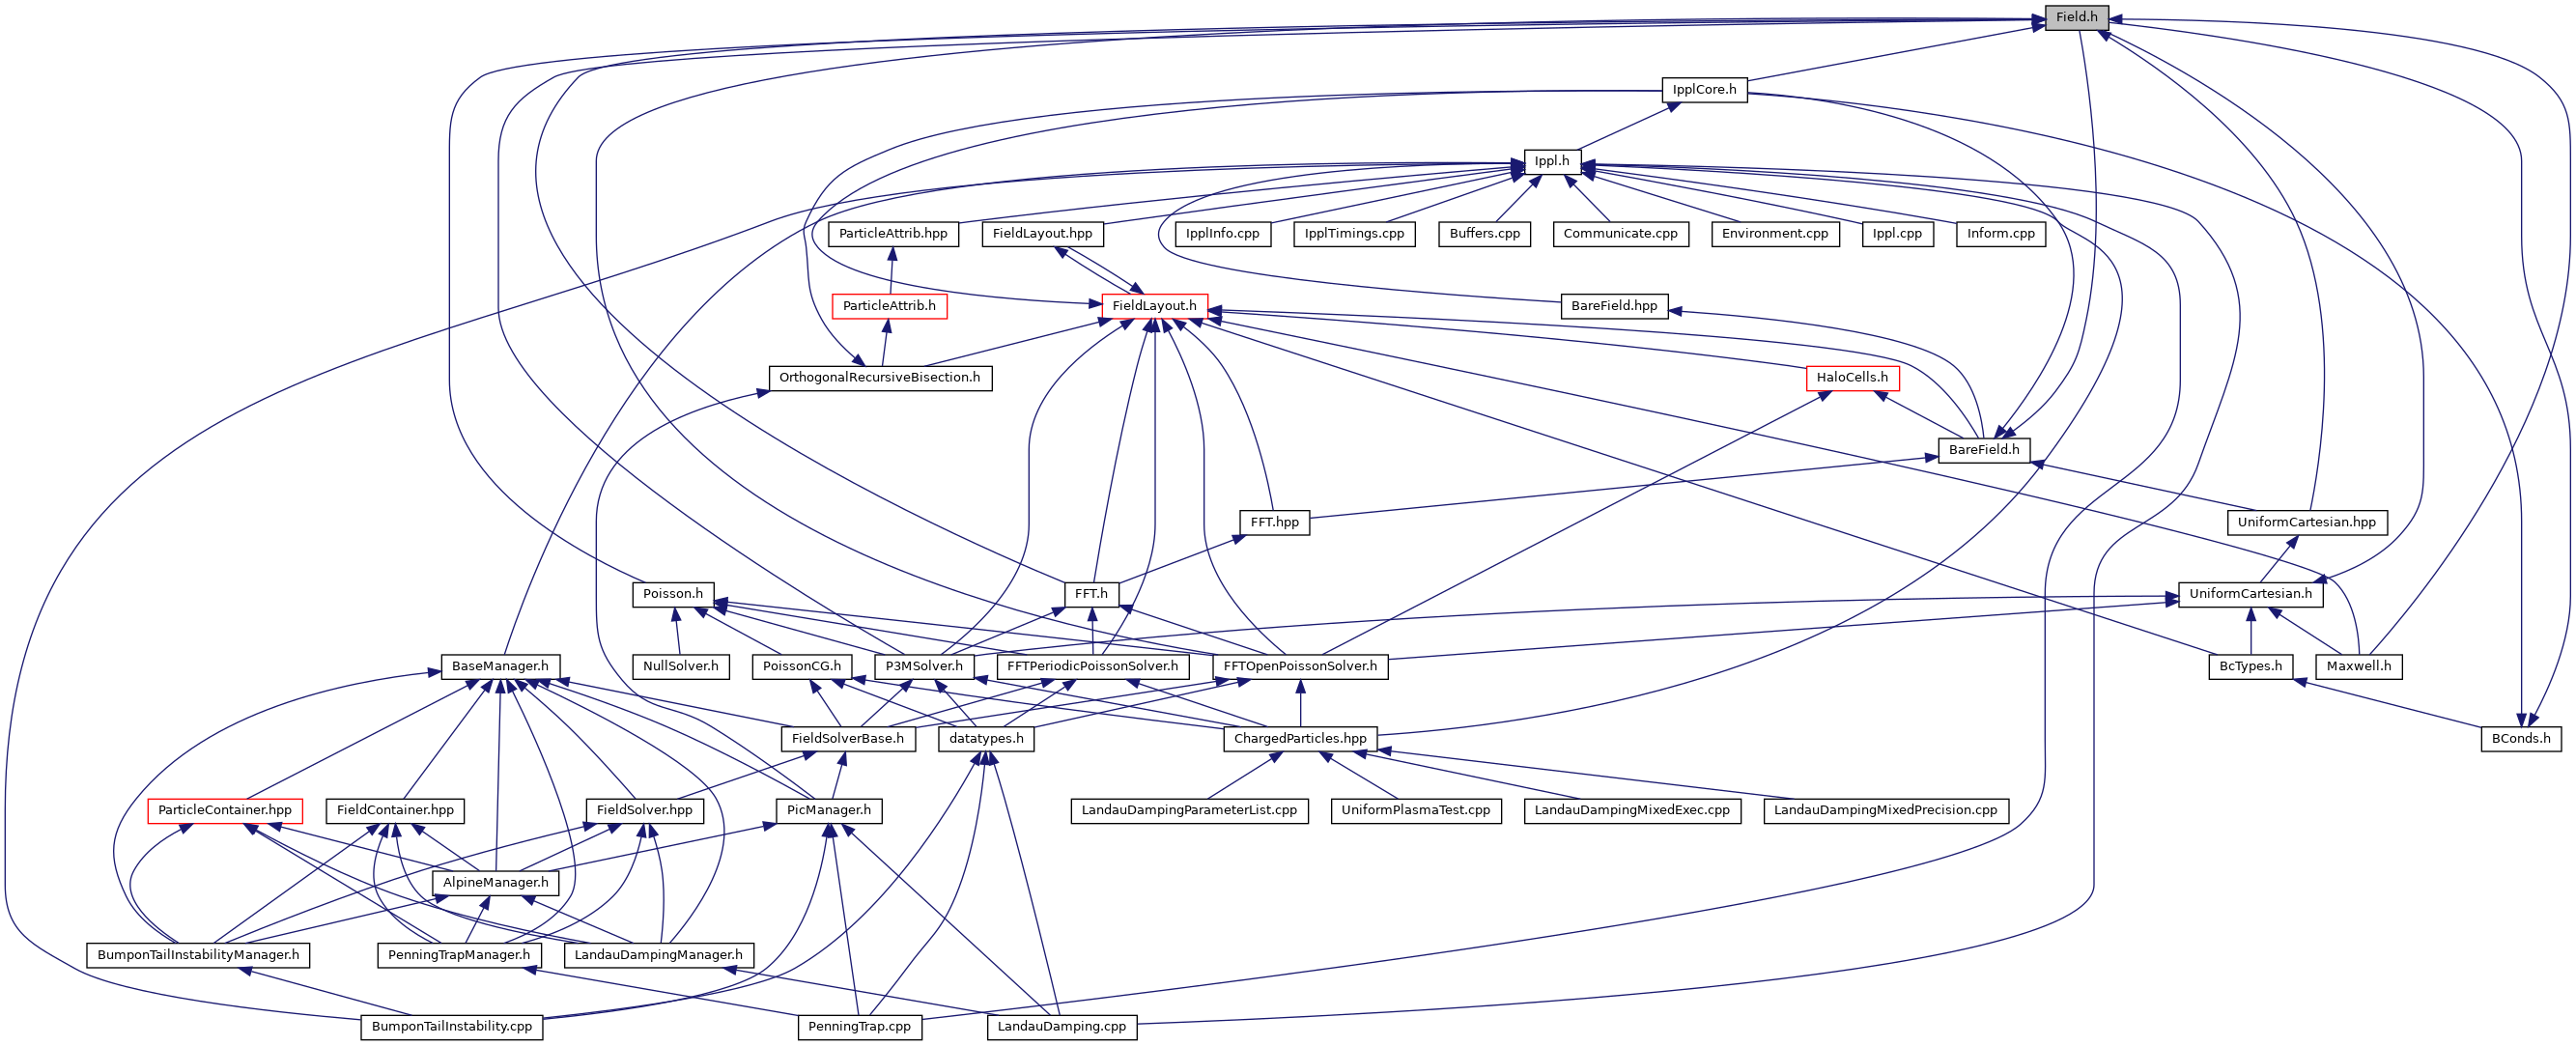 Field.h
IpplCore.h
Ippl.h
ParticleAttrib.hpp
FieldLayout.hpp
IpplInfo.cpp
IpplTimings.cpp
Buffers.cpp
Communicate.cpp
Environment.cpp
Ippl.cpp
Inform.cpp
ParticleAttrib.h
FieldLayout.h
BareField.hpp
OrthogonalRecursiveBisection.h
HaloCells.h
BareField.h
FFT.hpp
UniformCartesian.hpp
Poisson.h
FFT.h
UniformCartesian.h
BaseManager.h
NullSolver.h
PoissonCG.h
P3MSolver.h
FFTPeriodicPoissonSolver.h
FFTOpenPoissonSolver.h
BcTypes.h
Maxwell.h
FieldSolverBase.h
datatypes.h
ChargedParticles.hpp
BConds.h
ParticleContainer.hpp
FieldContainer.hpp
FieldSolver.hpp
PicManager.h
LandauDampingParameterList.cpp
UniformPlasmaTest.cpp
LandauDampingMixedExec.cpp
LandauDampingMixedPrecision.cpp
AlpineManager.h
BumponTailInstabilityManager.h
PenningTrapManager.h
LandauDampingManager.h
BumponTailInstability.cpp
PenningTrap.cpp
LandauDamping.cpp